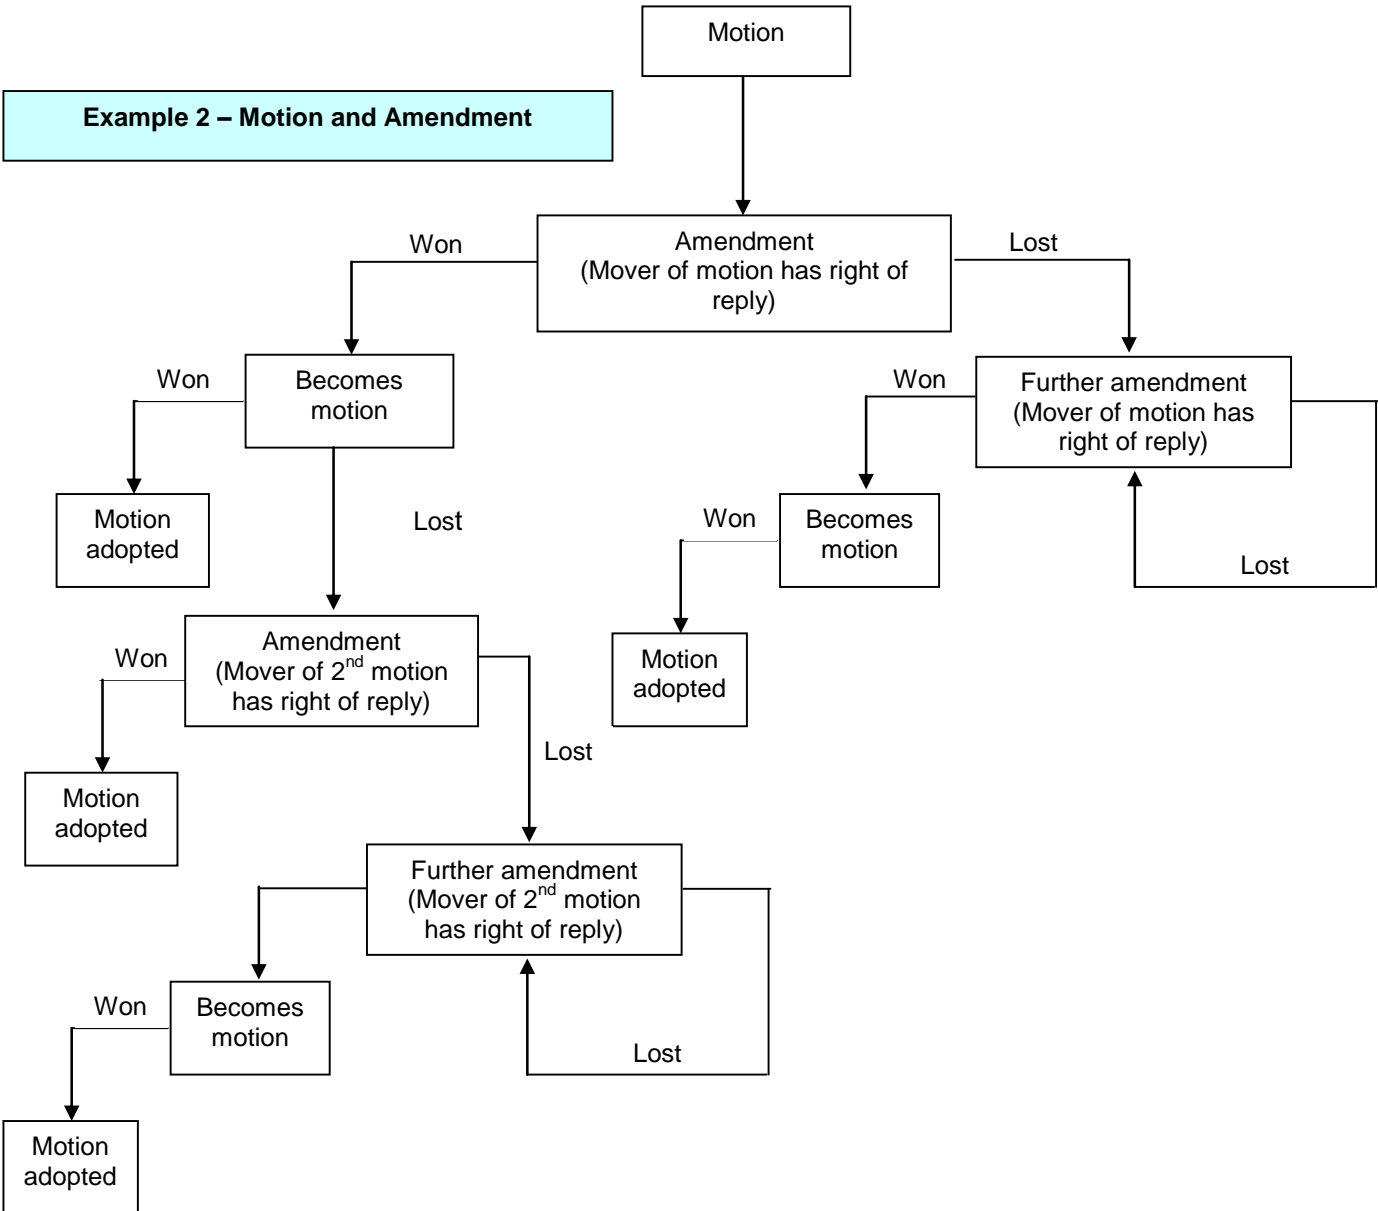 Motion
Example 2 – Motion and Amendment
Won
Amendment
(Mover of motion has right of
reply)
Lost
Won
Becomes
motion
Won
Further amendment
(Mover of motion has
right of reply)
Motion
adopted
Lost
Won
Becomes
motion
Lost
Won
Amendment
(Mover of 2nd motion
has right of reply)
Motion
adopted
Lost
Motion
adopted
Further amendment
(Mover of 2nd motion
has right of reply)
Won
Becomes
motion
Lost
Motion
adopted